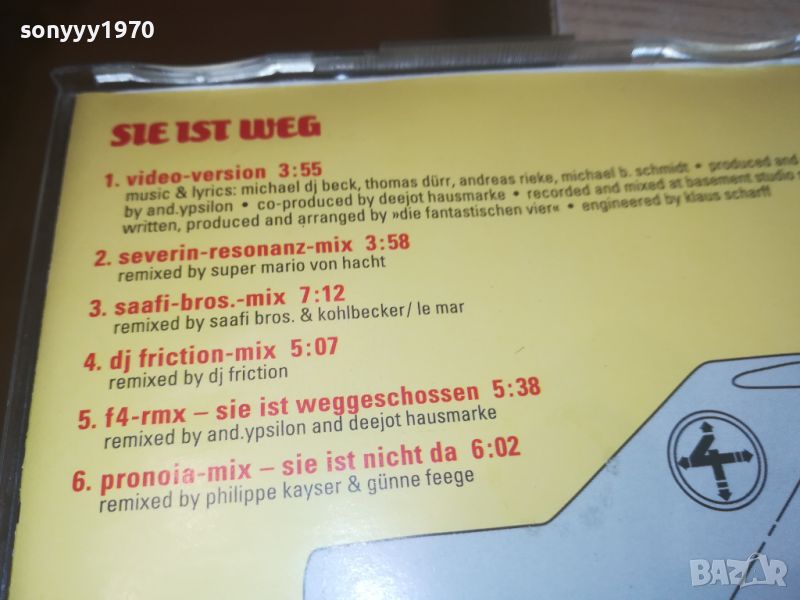 sonyyy1970
SIE IST WEG
1. video-version 3:55
music & lyrics: michael dj beck, thomas dürr, andreas rieke, michael b. schmidt • produced and
by and.ypsilon • co-produced by deejot hausmarke • recorded and mixed at basement studio
written, produced and arranged by »die fantastischen vier« • engineered by klaus scharff
2. severin-resonanz-mix 3:58
remixed by super mario von hacht
3. saafi-bros.-mix 7:12
remixed by saafi bros. & kohlbecker/ le mar
4. dj friction-mix 5:07
remixed by dj friction
5. f4-rmx – sie ist weggeschossen 5:38
remixed by and.ypsilon and deejot hausmarke
6. pronoia-mix – sie ist nicht da 6:02
remixed by philippe kayser & günne feege
4
BAZAR